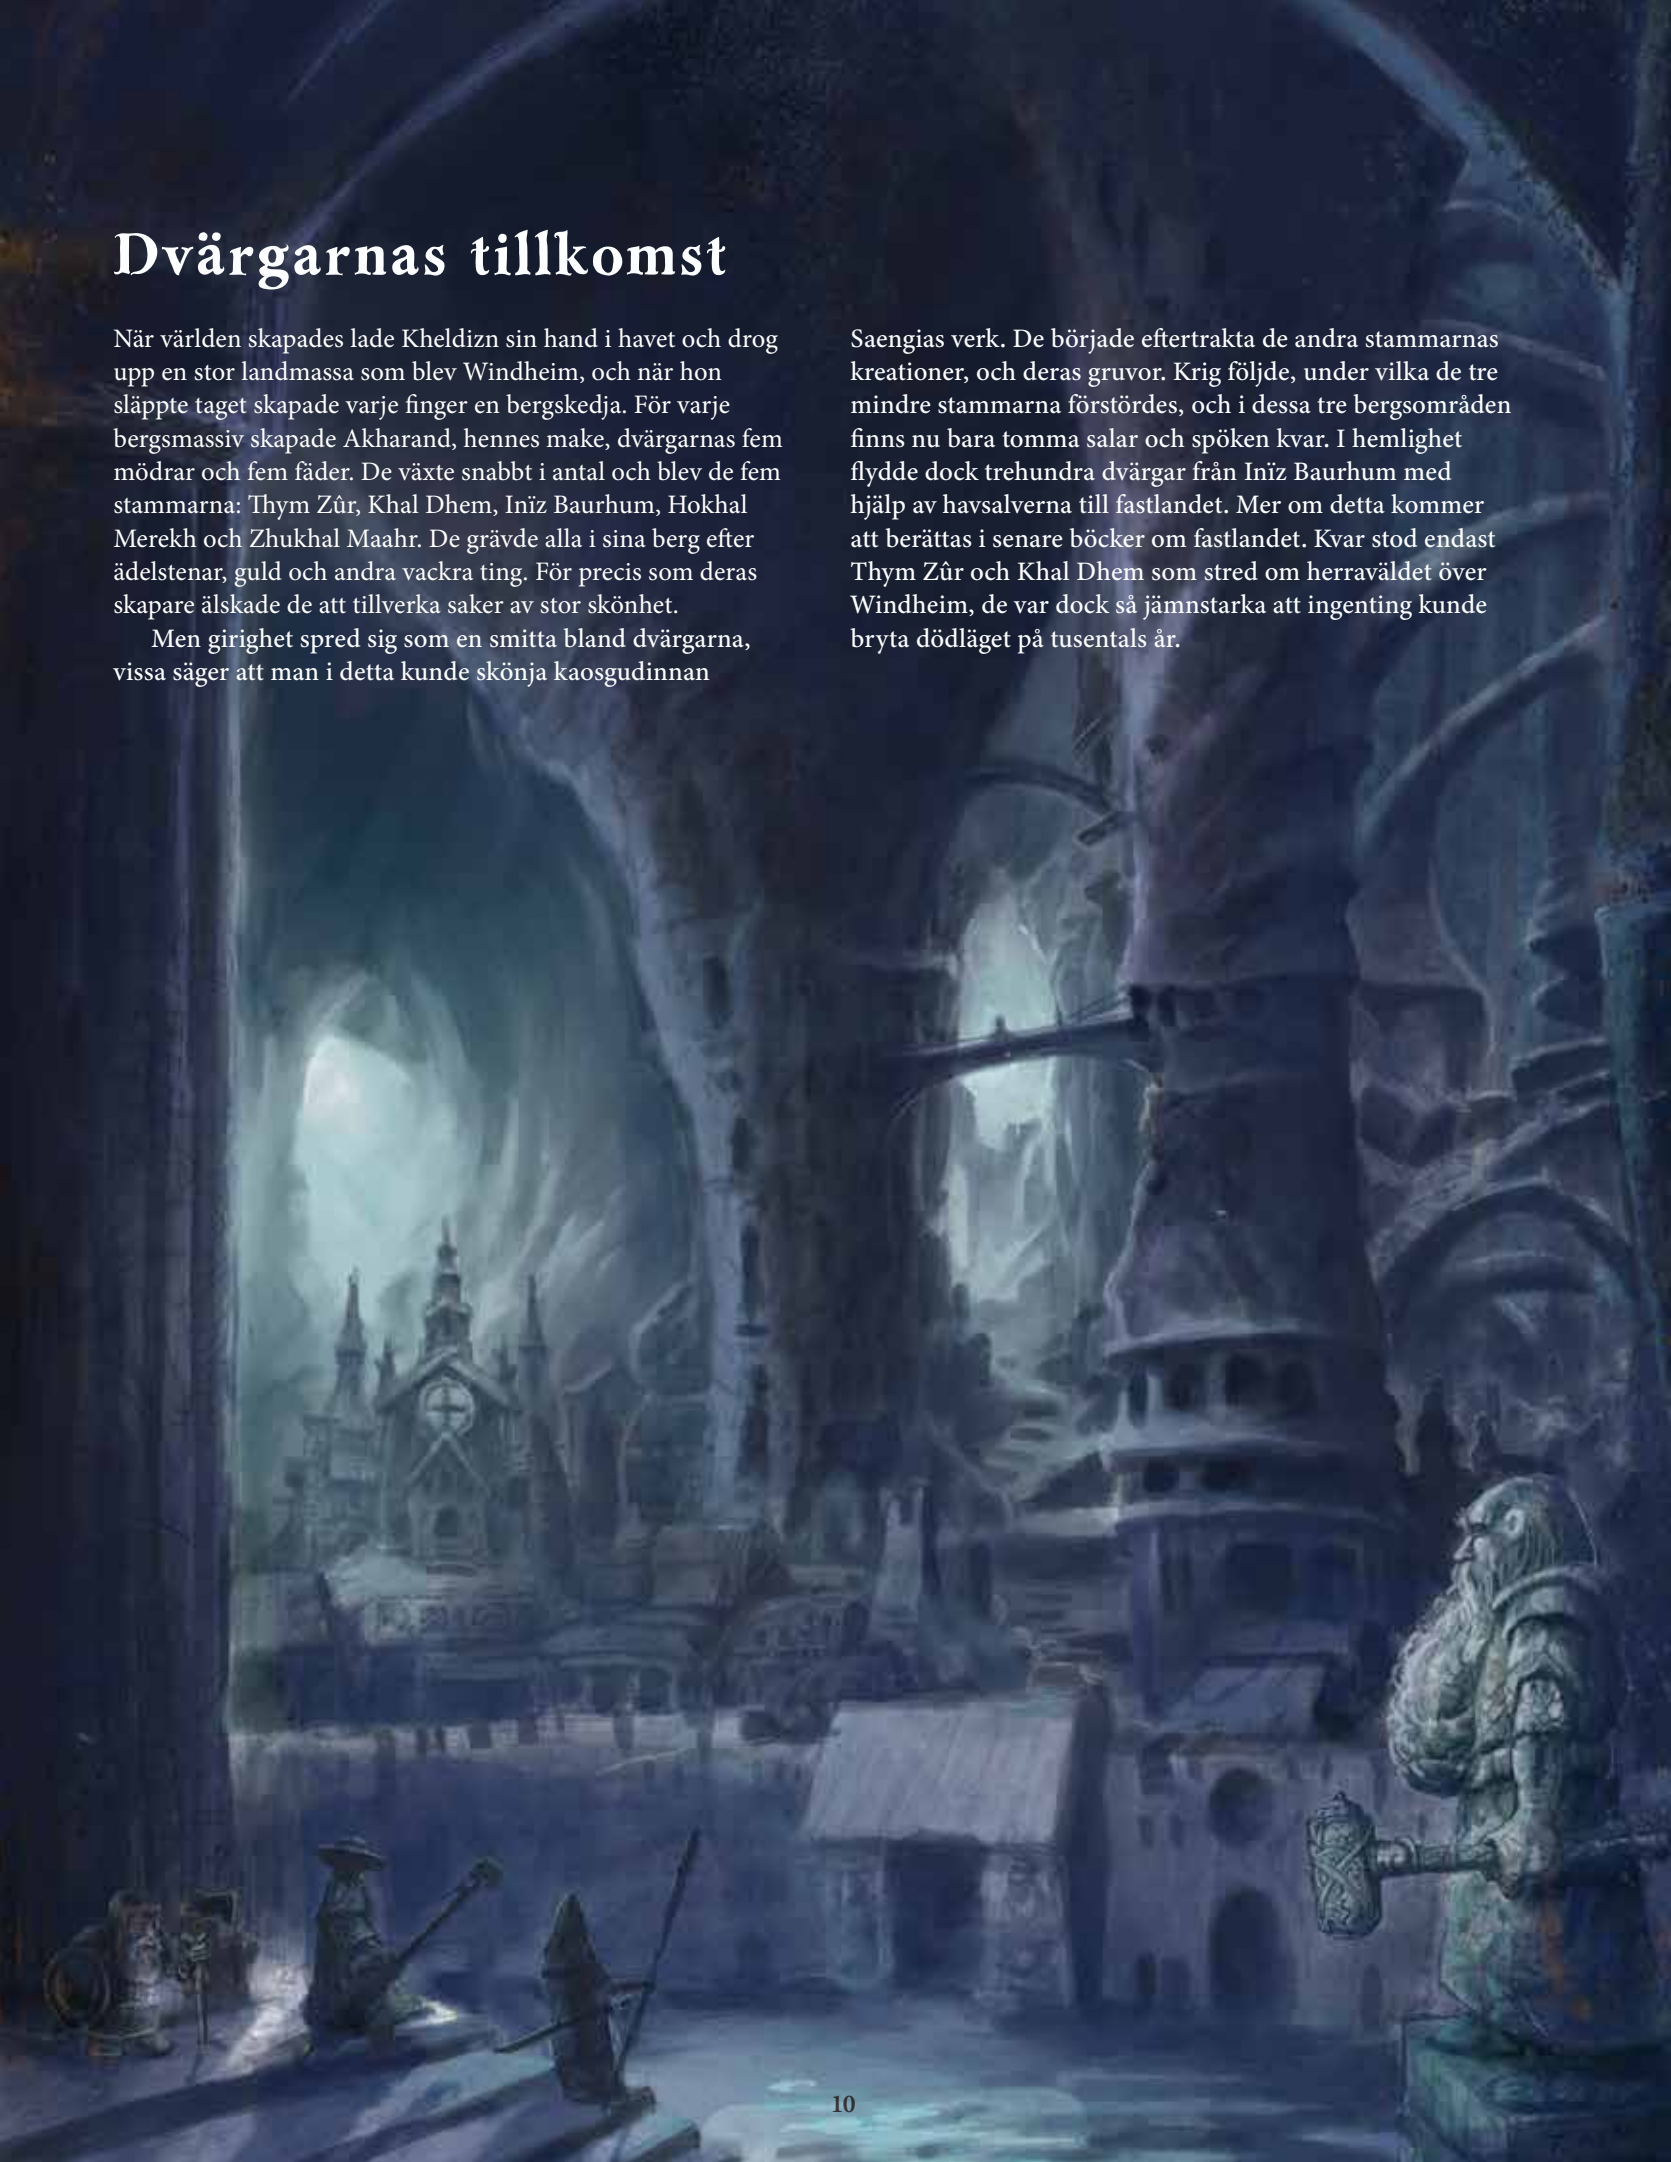 Dvärgarnas tillkomst
När världen skapades lade Kheldizn sin hand i havet och drog
upp en stor landmassa som blev Windheim, och när hon
släppte taget skapade varje finger en bergskedja. För varje
bergsmassiv skapade Akharand, hennes make, dvärgarnas fem
mödrar och fem fäder. De växte snabbt i antal och blev de fem
stammarna: Thym Zûr, Khal Dhem, Inïz Baurhum, Hokhal
Merekh och Zhukhal Maahr. De grävde alla i sina berg efter
ädelstenar, guld och andra vackra ting. För precis som deras
skapare älskade de att tillverka saker av stor skönhet.
Men girighet spred sig som en smitta bland dvärgarna,
vissa säger att man i detta kunde skönja kaosgudinnan
Saengias verk. De började eftertrakta de andra stammarnas
kreationer, och deras gruvor. Krig följde, under vilka de tre
mindre stammarna förstördes, och i dessa tre bergsområden
finns nu bara tomma salar och spöken kvar. I hemlighet
flydde dock trehundra dvärgar från Inïz Baurhum med
hjälp av havsalverna till fastlandet. Mer om detta kommer
att berättas i senare böcker om fastlandet. Kvar stod endast
Thym Zûr och Khal Dhem som stred om herraväldet över
Windheim, de var dock så jämnstarka att ingenting kunde
bryta dödläget på tusentals år.
10